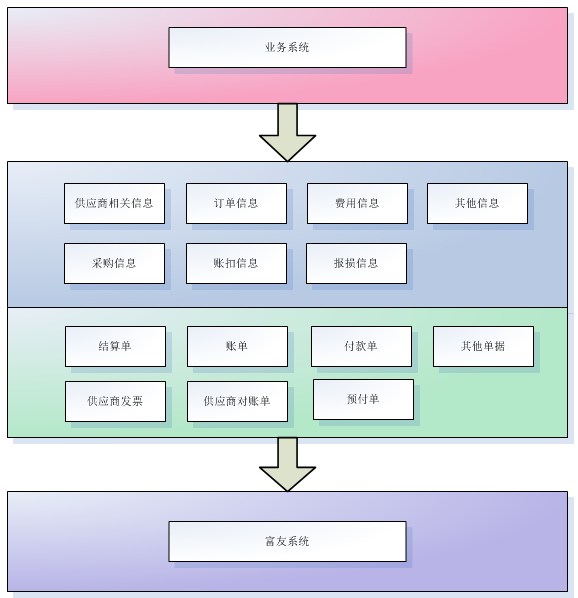 业务系统
供应商相关信息
订单信息
费用信息
其他信息
采购信息
账扣信息
报损信息
结算单
账单
付款单
其他单据
供应商发票
供应商对账单
预付单
富友系统